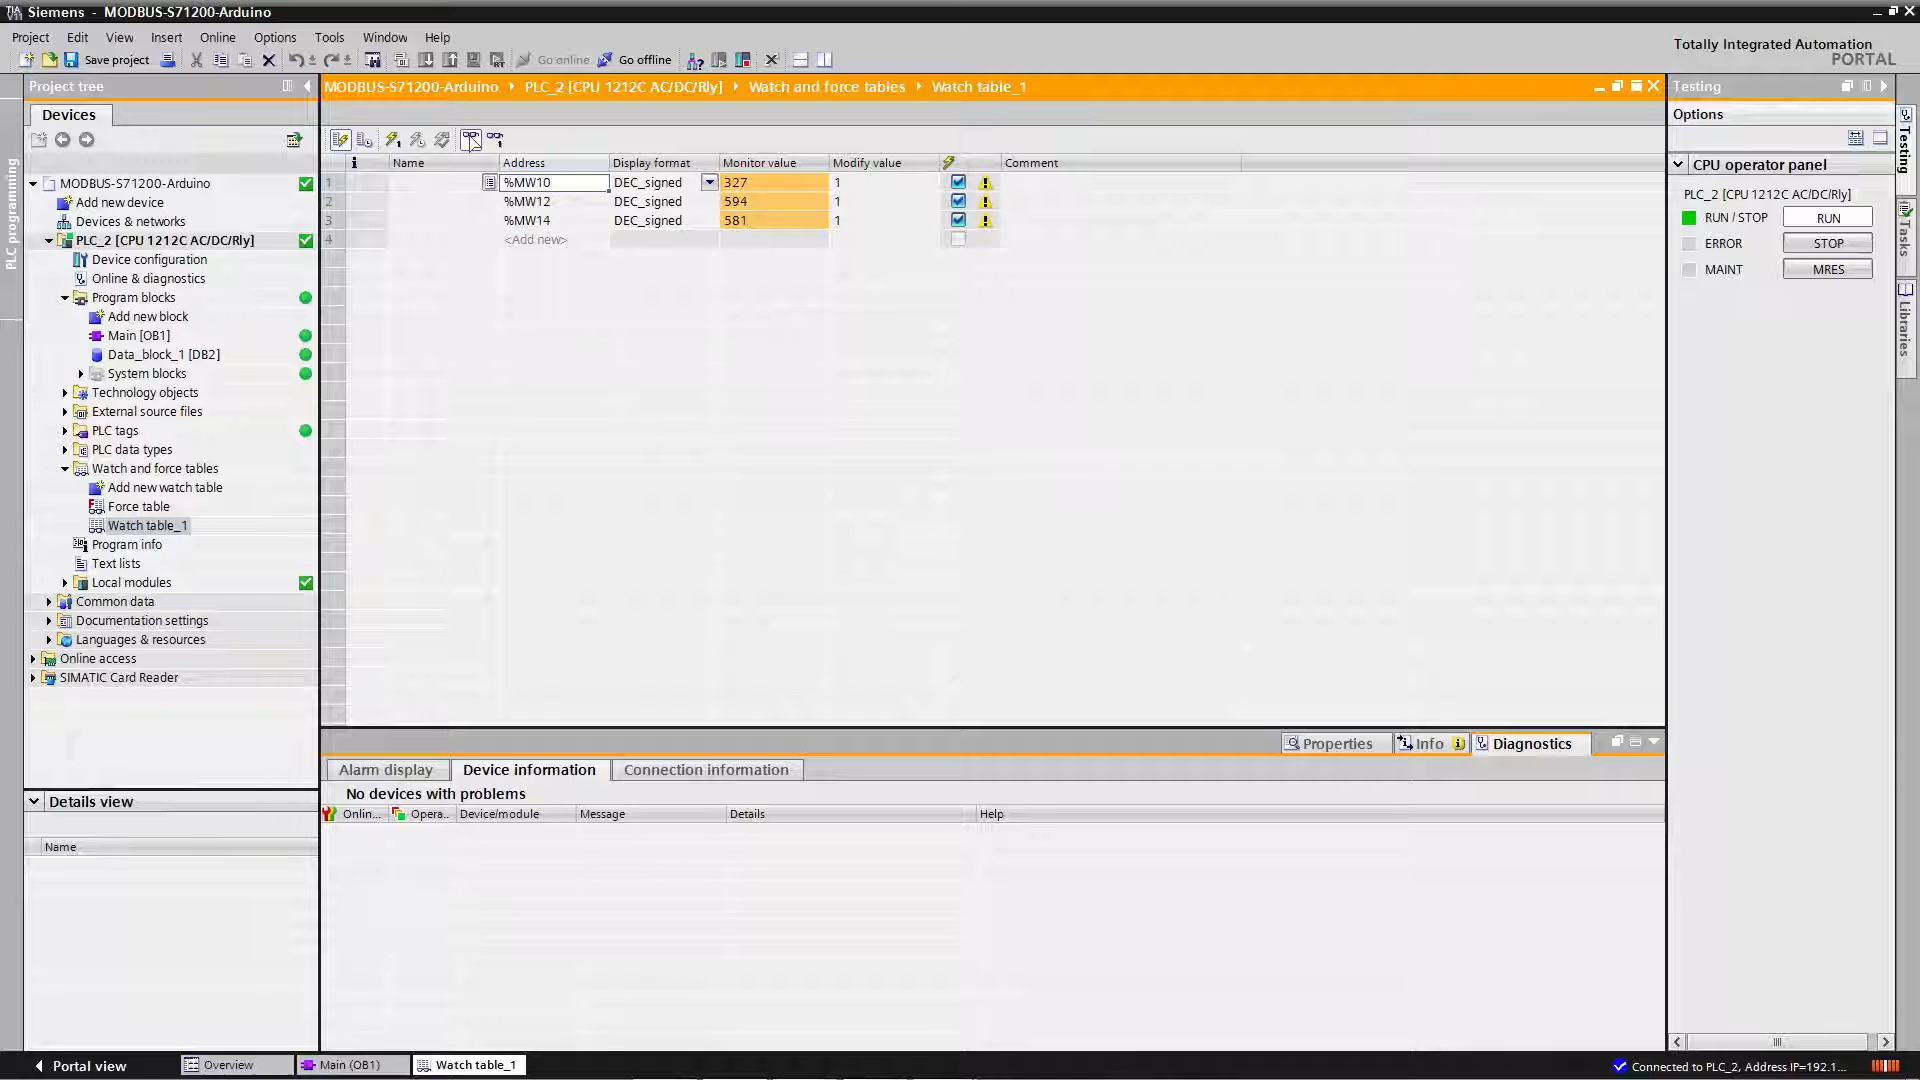 Siemens - MODBUS-S71200-Arduino
Project Edit View Insert Online Options Tools Window Help
Totally Integrated Automation
PORTAL
Save project Go online Go offline
Project tree
MODBUS-S71200-Arduino PLC_2 [CPU 1212C AC/DC/Rly] Watch and force tables Watch table_1
Testing
Devices
Options
PLC programming
Testing
Tasks
Libraries
i Name Address Display format Monitor value Modify value Comment
1 %MW10 DEC_signed 327 1
2 %MW12 DEC_signed 594 1
3 %MW14 DEC_signed 581 1
4 <Add new>
CPU operator panel
PLC_2 [CPU 1212C AC/DC/Rly]
RUN / STOP RUN
ERROR STOP
MAINT MRES
MODBUS-S71200-Arduino
Add new device
Devices & networks
PLC_2 [CPU 1212C AC/DC/Rly]
Device configuration
Online & diagnostics
Program blocks
Add new block
Main [OB1]
Data_block_1 [DB2]
System blocks
Technology objects
External source files
PLC tags
PLC data types
Watch and force tables
Add new watch table
Force table
Watch table_1
Program info
Text lists
Local modules
Common data
Documentation settings
Languages & resources
Online access
SIMATIC Card Reader
Details view
Name
Properties Info Diagnostics
Alarm display Device information Connection information
No devices with problems
Onlin... Opera.. Device/module Message Details Help
Portal view Overview Main (OB1) Watch table_1
Connected to PLC_2, Address IP=192.1...